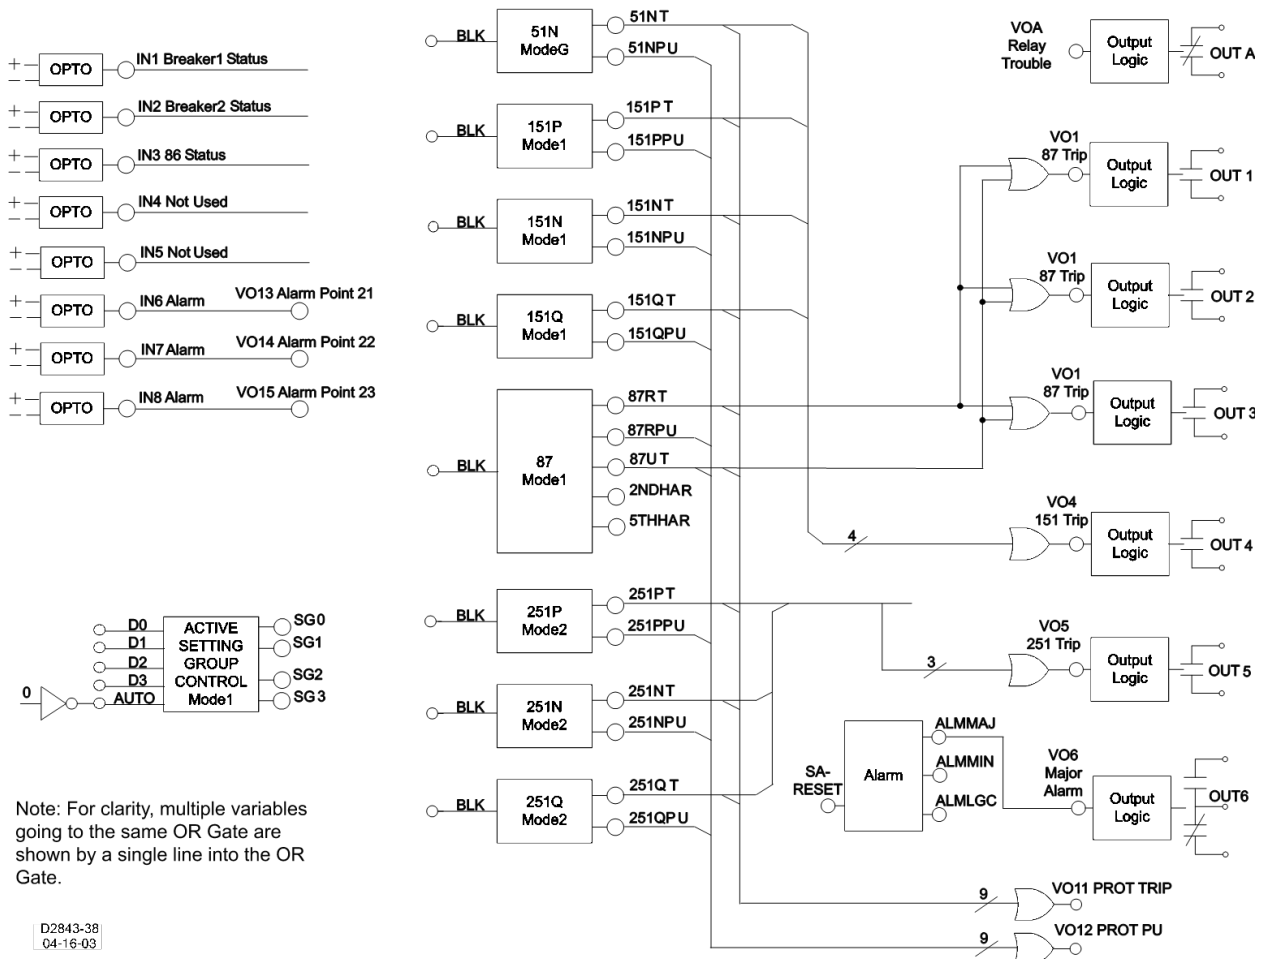 +
−
OPTO
IN1 Breaker1 Status
+
−
OPTO
IN2 Breaker2 Status
+
−
OPTO
IN3 86 Status
+
−
OPTO
IN4 Not Used
+
−
OPTO
IN5 Not Used
+
−
OPTO
IN6 Alarm
VO13 Alarm Point 21
+
−
OPTO
IN7 Alarm
VO14 Alarm Point 22
+
−
OPTO
IN8 Alarm
VO15 Alarm Point 23
0
D0
D1
D2
D3
AUTO
ACTIVE
SETTING
GROUP
CONTROL
Mode1
SG0
SG1
SG2
SG3
Note: For clarity, multiple variables
going to the same OR Gate are
shown by a single line into the OR
Gate.
D2843-38
04-16-03
BLK
51N
ModeG
51NT
51NPU
BLK
151P
Mode1
151PT
151PPU
BLK
151N
Mode1
151NT
151NPU
BLK
151Q
Mode1
151QT
151QPU
BLK
87
Mode1
87RT
87RPU
87UT
2NDHAR
5THHAR
BLK
251P
Mode2
251PT
251PPU
BLK
251N
Mode2
251NT
251NPU
BLK
251Q
Mode2
251QT
251QPU
VOA
Relay
Trouble
Output
Logic
OUT A
VO1
87 Trip
Output
Logic
OUT 1
VO1
87 Trip
Output
Logic
OUT 2
VO1
87 Trip
Output
Logic
OUT 3
4
VO4
151 Trip
Output
Logic
OUT 4
3
VO5
251 Trip
Output
Logic
OUT 5
SA-
RESET
Alarm
ALMMAJ
ALMMIN
ALMLGC
VO6
Major
Alarm
Output
Logic
OUT6
9
VO11 PROT TRIP
9
VO12 PROT PU